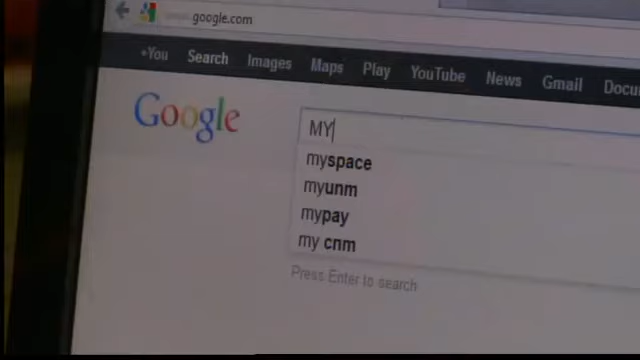 www.google.com
+You Search Images Maps Play YouTube News Gmail Docu
Google
MY
myspace
myunm
mypay
my cnm
Press Enter to search